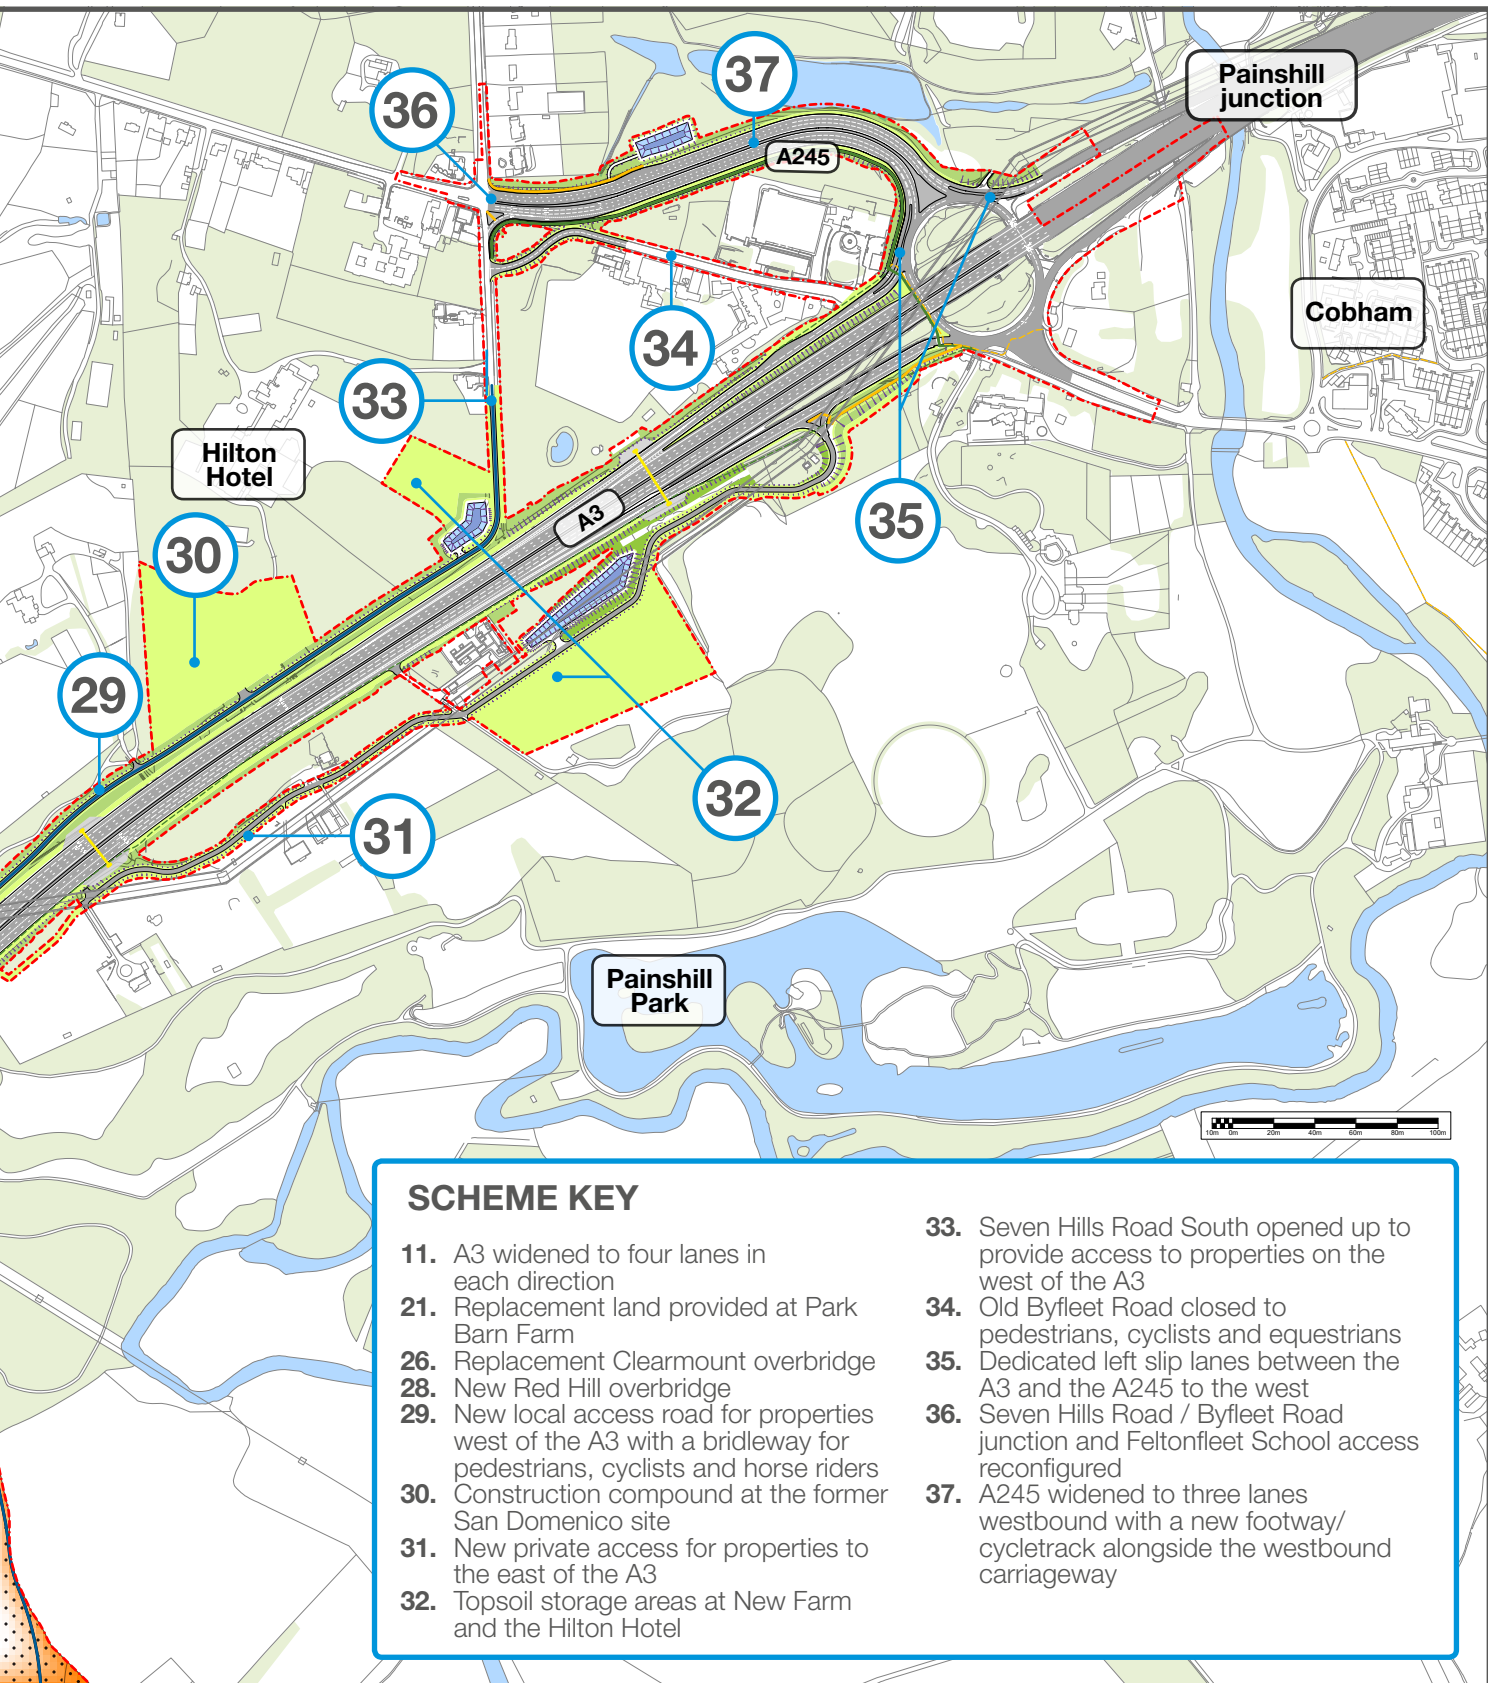 37
Painshill
junction
36
A245
Cobham
34
33
Hilton
Hotel
A3
35
30
29
32
31
Painshill
Park
10m 0m 20m 40m 60m 80m 100m
SCHEME KEY
11. A3 widened to four lanes in
each direction
21. Replacement land provided at Park
Barn Farm
26. Replacement Clearmount overbridge
28. New Red Hill overbridge
29. New local access road for properties
west of the A3 with a bridleway for
pedestrians, cyclists and horse riders
30. Construction compound at the former
San Domenico site
31. New private access for properties to
the east of the A3
32. Topsoil storage areas at New Farm
and the Hilton Hotel
33. Seven Hills Road South opened up to
provide access to properties on the
west of the A3
34. Old Byfleet Road closed to
pedestrians, cyclists and equestrians
35. Dedicated left slip lanes between the
A3 and the A245 to the west
36. Seven Hills Road / Byfleet Road
junction and Feltonfleet School access
reconfigured
37. A245 widened to three lanes
westbound with a new footway/
cycletrack alongside the westbound
carriageway